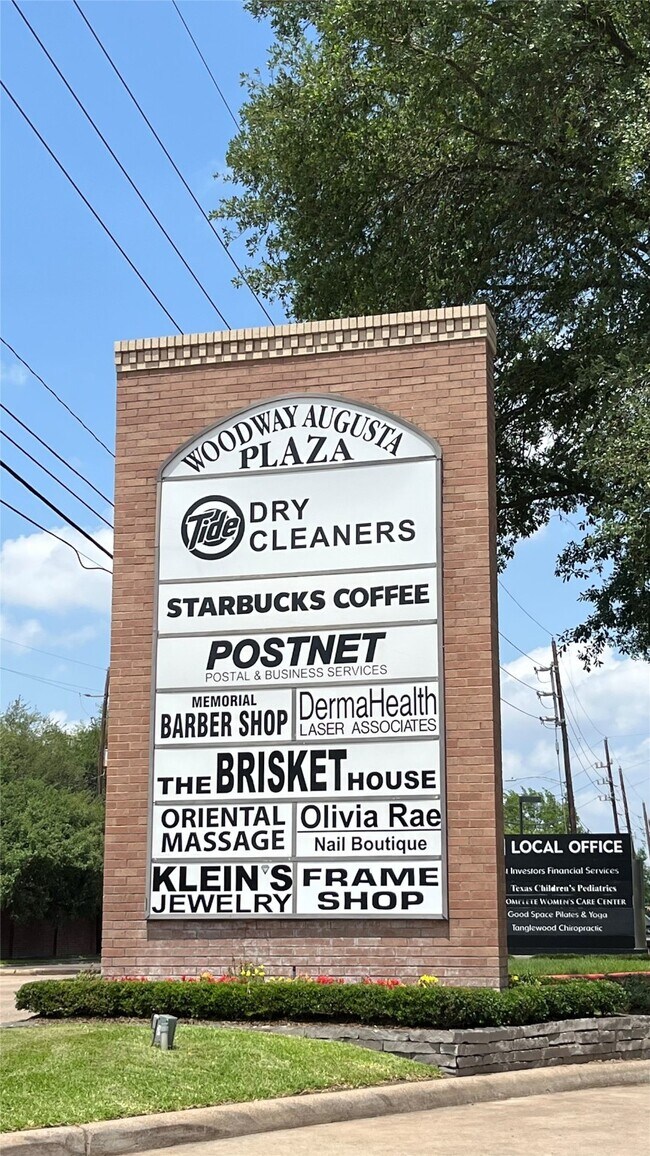 WOODWAY AUGUSTA
PLAZA
Tide DRY
CLEANERS
STARBUCKS COFFEE
POSTNET
POSTAL & BUSINESS SERVICES
MEMORIAL
BARBER SHOP
DermaHealth
LASER ASSOCIATES
THE BRISKET HOUSE
ORIENTAL
MASSAGE
Olivia Rae
Nail Boutique
KLEIN'S
JEWELRY
FRAME
SHOP
LOCAL OFFICE
Investors Financial Services
Texas Children's Pediatrics
WOMEN'S CARE CENTER
Good Space Pilates & Yoga
Tanglewood Chiropractic